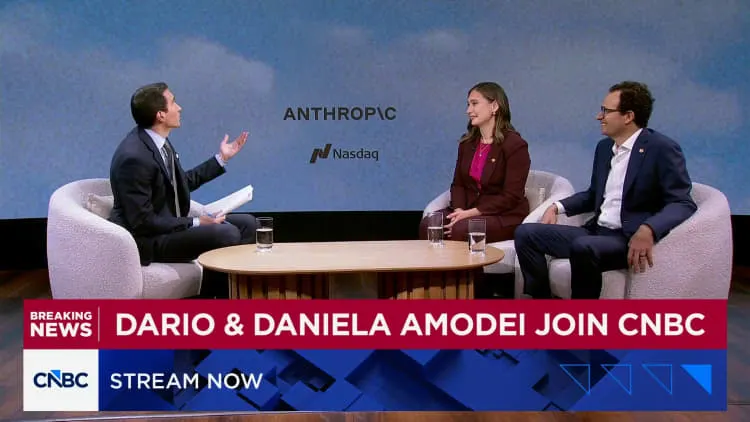 ANTHROP\C
Nasdaq
BREAKING
NEWS
DARIO & DANIELA AMODEI JOIN CNBC
CNBC
STREAM NOW